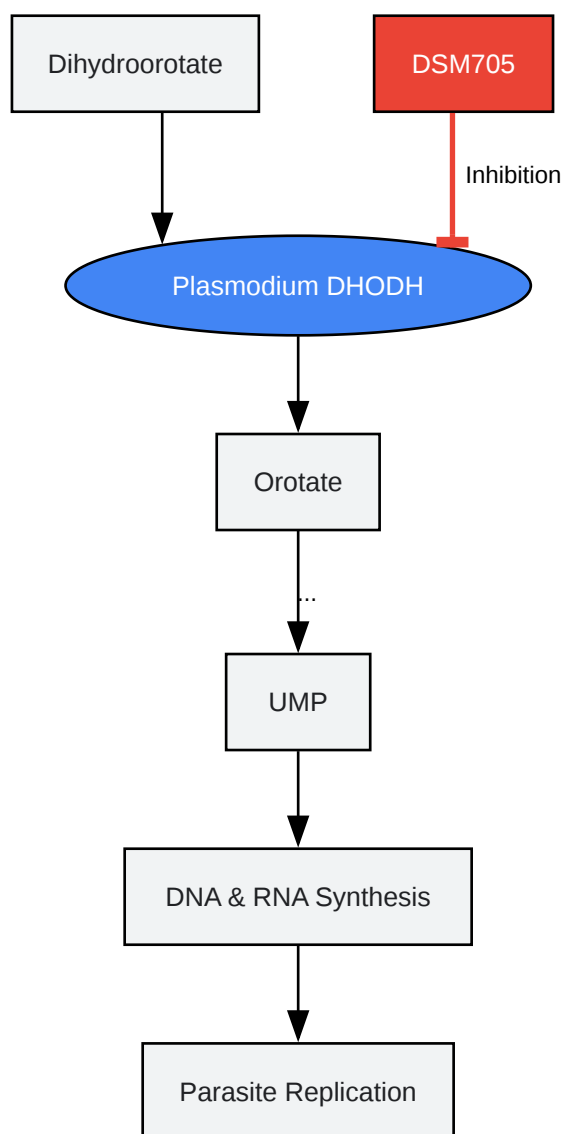 Dihydroorotate
DSM705
Inhibition
Plasmodium DHODH
Orotate
...
UMP
DNA & RNA Synthesis
Parasite Replication